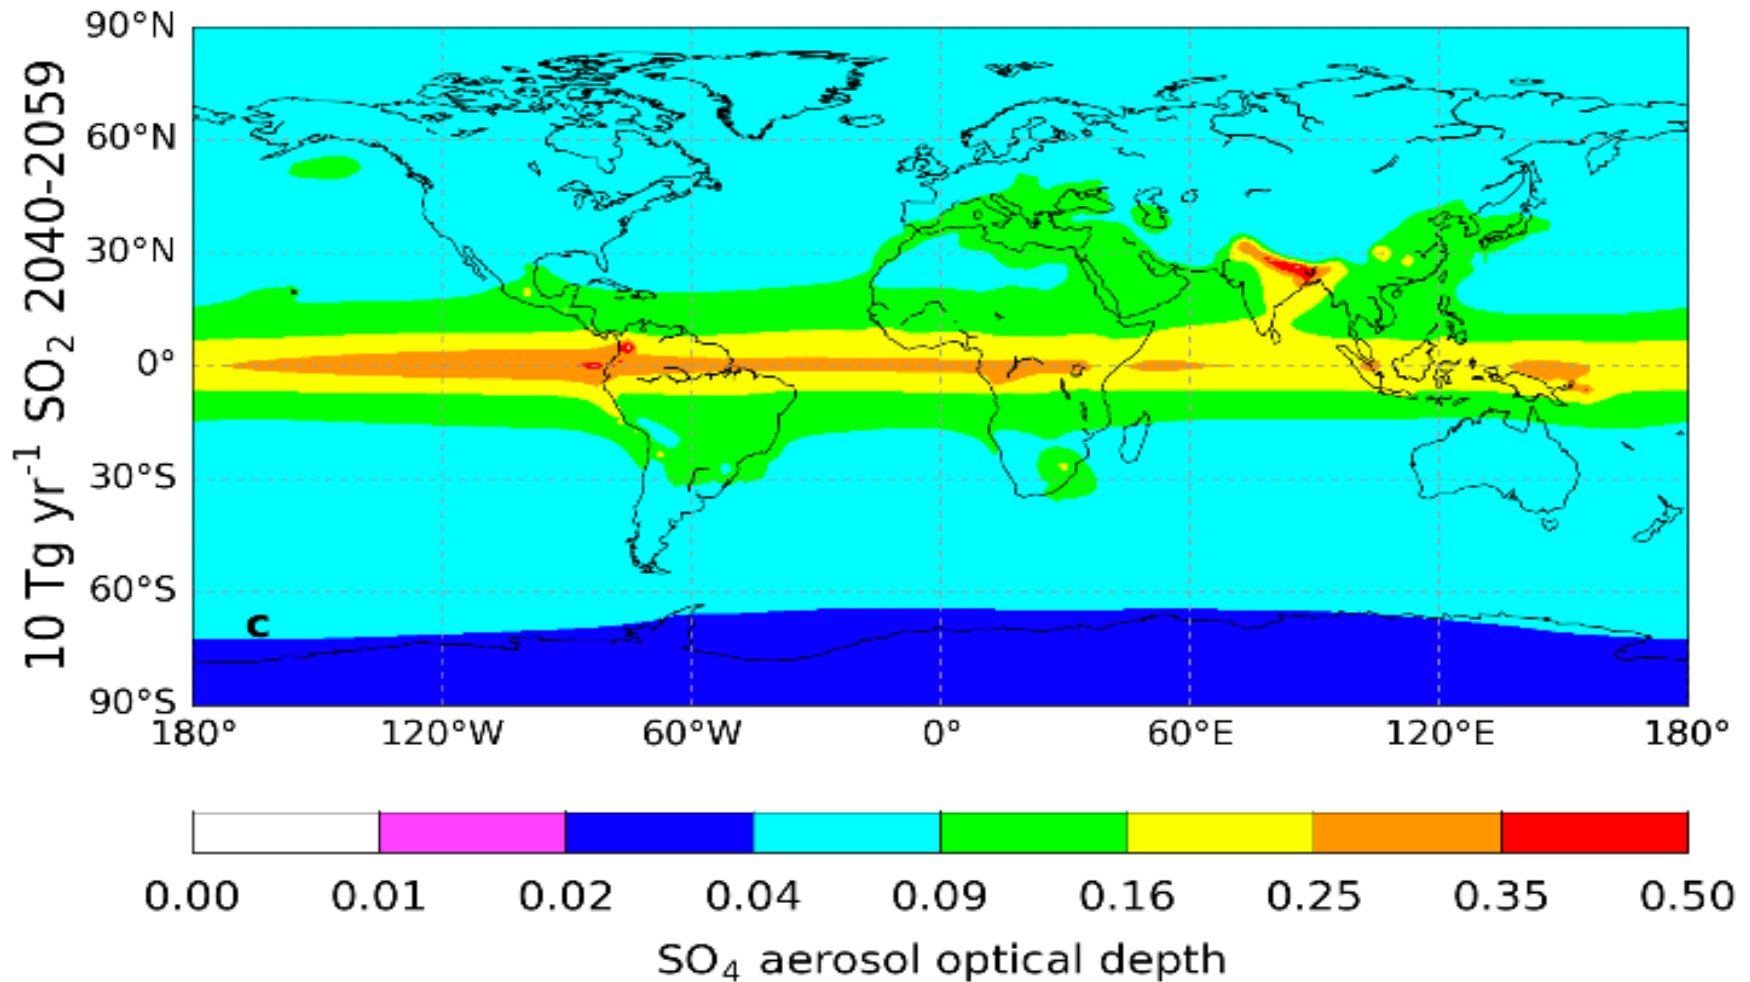 10 Tg yr⁻¹ SO₂ 2040-2059
90°N
60°N
30°N
0°
30°S
60°S
90°S
c
180° 120°W 60°W 0° 60°E 120°E 180°
0.00 0.01 0.02 0.04 0.09 0.16 0.25 0.35 0.50
SO₄ aerosol optical depth